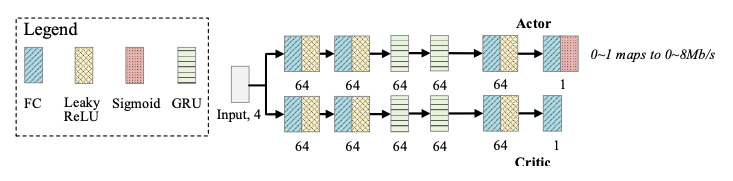 Legend
FC
Leaky
ReLU
Sigmoid
GRU
Actor
0~1 maps to 0~8Mb/s
64
64
64
64
64
1
Input, 4
64
64
64
64
64
1
Critic